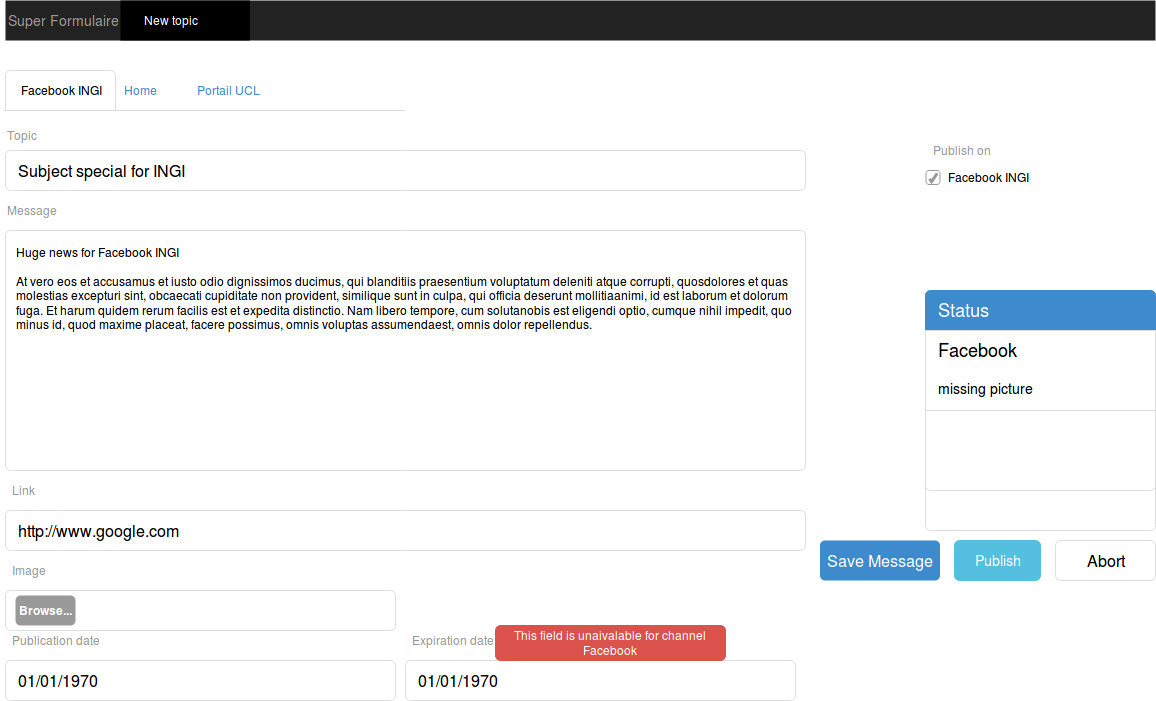 Super Formulaire New topic
Facebook INGI Home Portail UCL
Topic
Subject special for INGI
Message
Huge news for Facebook INGI
At vero eos et accusamus et iusto odio dignissimos ducimus, qui blanditiis praesentium voluptatum deleniti atque corrupti, quosdolores et quas
molestias excepturi sint, obcaecati cupiditate non provident, similique sunt in culpa, qui officia deserunt mollitiaanimi, id est laborum et dolorum
fuga. Et harum quidem rerum facilis est et expedita distinctio. Nam libero tempore, cum solutanobis est eligendi optio, cumque nihil impedit, quo
minus id, quod maxime placeat, facere possimus, omnis voluptas assumendaest, omnis dolor repellendus.
Link
http://www.google.com
Image
Browse...
Publication date
01/01/1970
Expiration date
This field is unaivalable for channel
Facebook
01/01/1970
Publish on
Facebook INGI
Status
Facebook
missing picture
Save Message Publish Abort